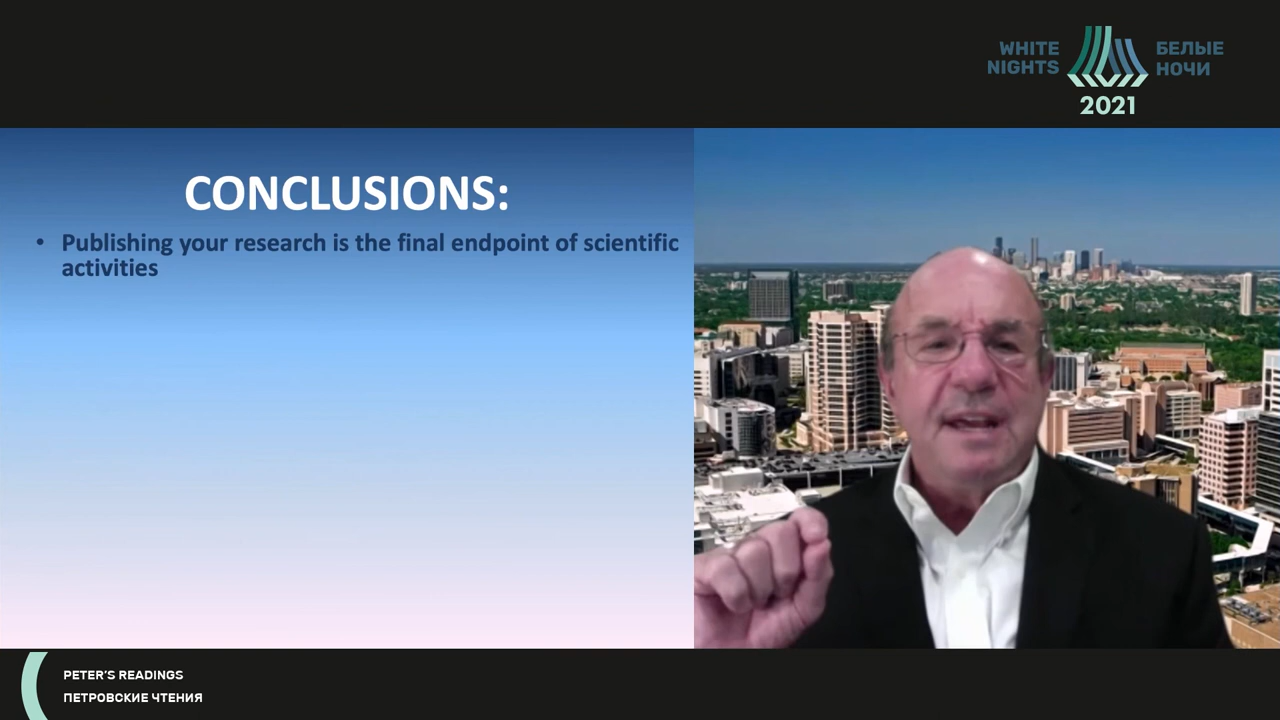 WHITE
NIGHTS
БЕЛЫЕ
НОЧИ
2021
CONCLUSIONS:
• Publishing your research is the final endpoint of scientific
activities
PETER'S READINGS
ПЕТРОВСКИЕ ЧТЕНИЯ